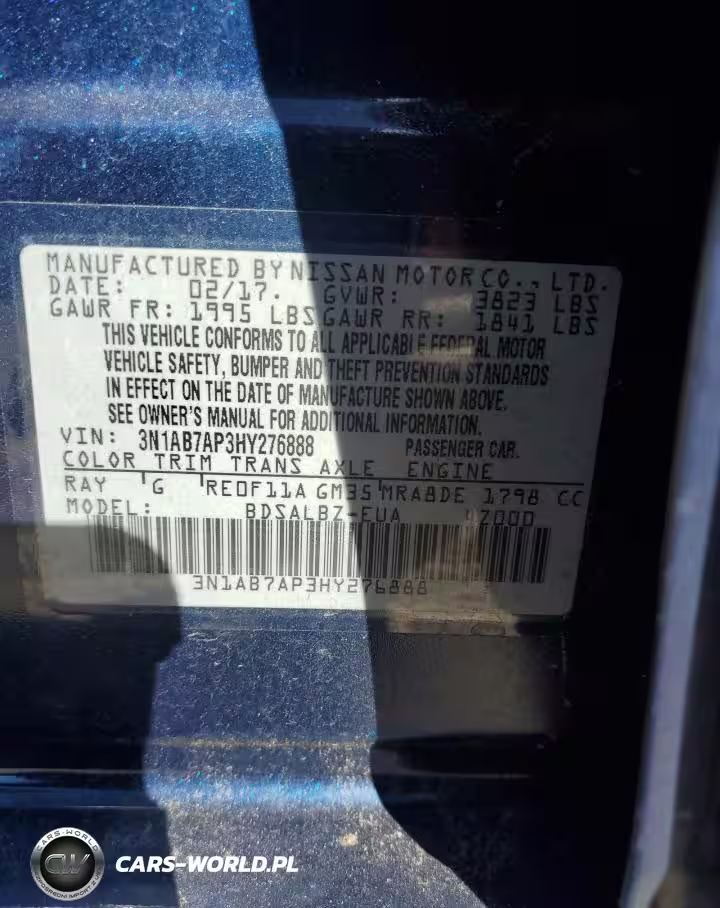 MANUFACTURED BY NISSAN MOTOR CO., LTD.
DATE: 02/17. GVWR: 3823 LBS
GAWR FR: 1995 LBS GAWR RR: 1841 LBS
THIS VEHICLE CONFORMS TO ALL APPLICABLE FEDERAL MOTOR
VEHICLE SAFETY, BUMPER AND THEFT PREVENTION STANDARDS
IN EFFECT ON THE DATE OF MANUFACTURE SHOWN ABOVE.
SEE OWNER'S MANUAL FOR ADDITIONAL INFORMATION.
VIN: 3N1AB7AP3HY276888 PASSENGER CAR.
COLOR TRIM TRANS AXLE ENGINE
RAY G RE0F11A GM35 MRA8DE 1798 CC
MODEL: BDSALBZ-EUA
3N1AB7AP3HY276888
CARS-WORLD
CW
CARS-WORLD.PL